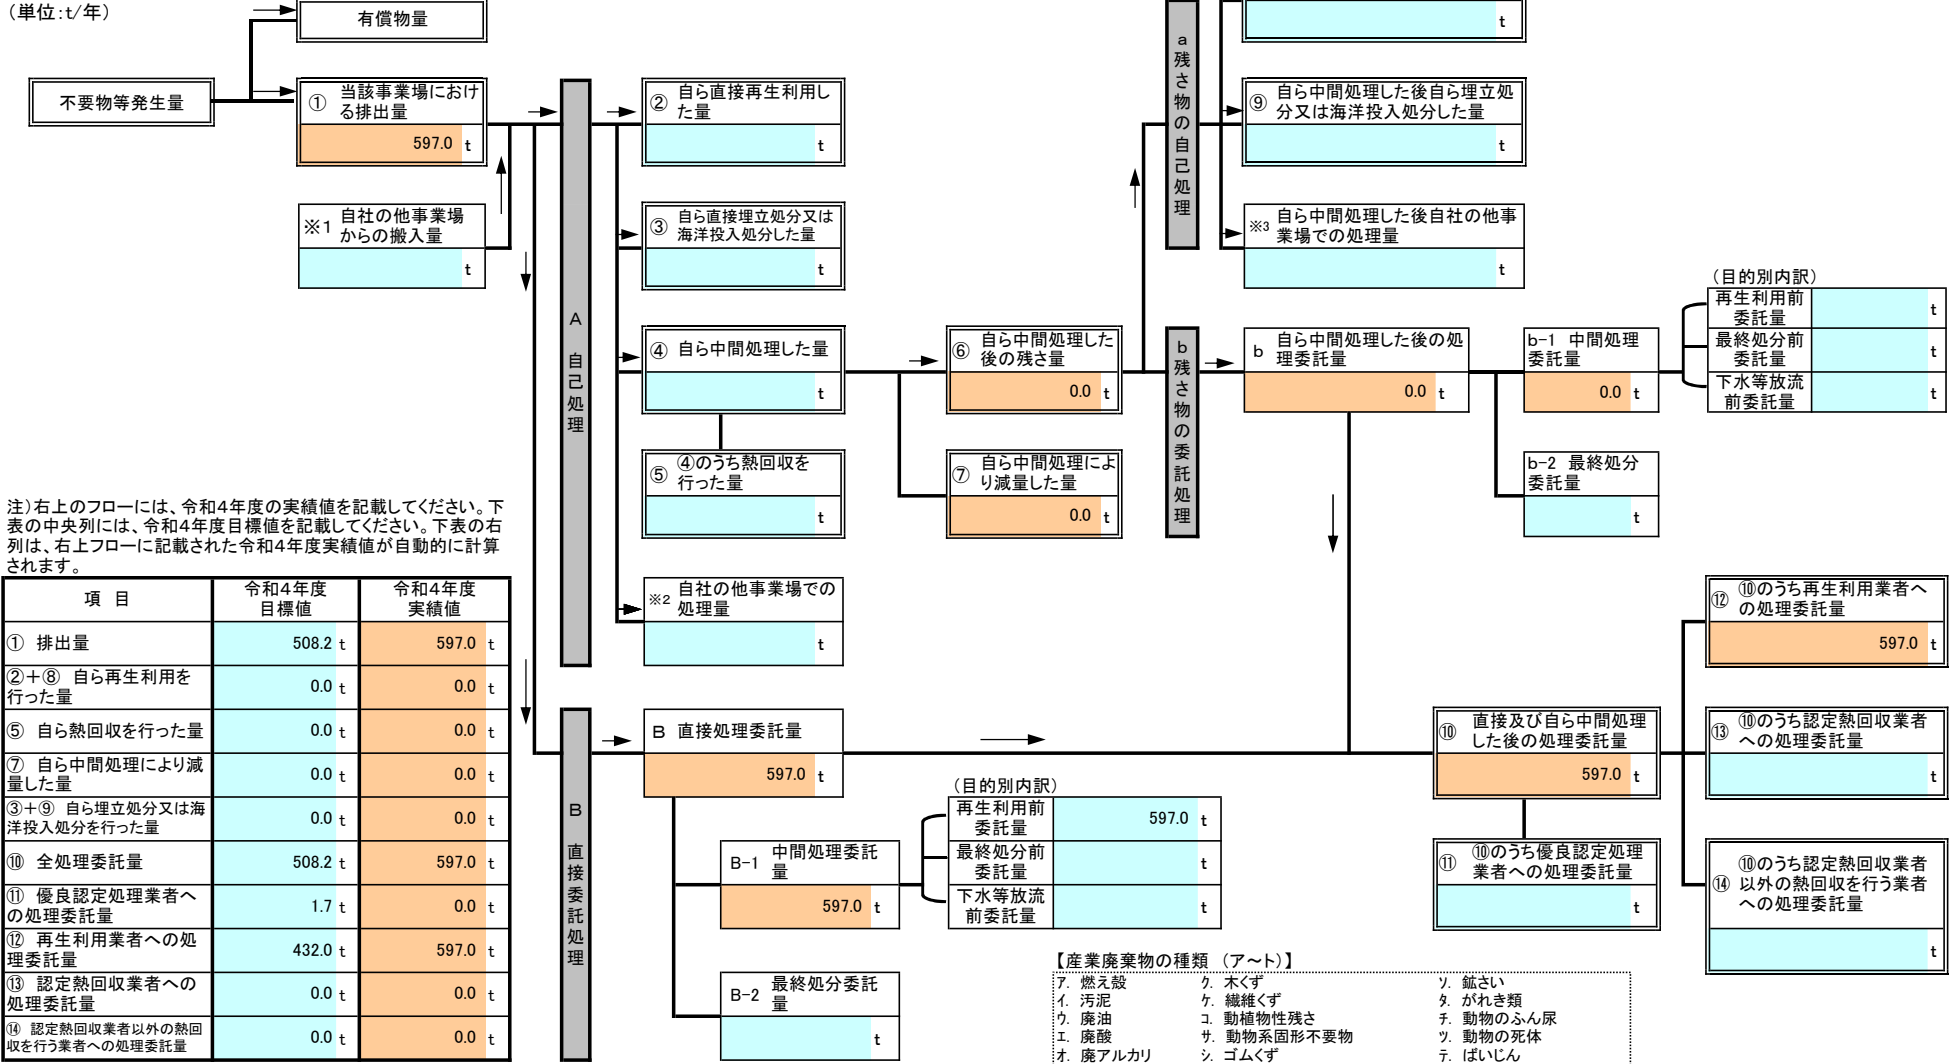 （単位：t/年）
有償物量
不要物等発生量
① 当該事業場におけ
る排出量
597.0 t
※1 自社の他事業場
からの搬入量
t
A 自己処理
② 自ら直接再生利用し
た量
t
③ 自ら直接埋立処分又は
海洋投入処分した量
t
④ 自ら中間処理した量
t
⑤ ④のうち熱回収を
行った量
t
※2 自社の他事業場での
処理量
t
⑥ 自ら中間処理した
後の残さ量
0.0 t
⑦ 自ら中間処理によ
り減量した量
0.0 t
a 残さ物の自己処理
t
⑨ 自ら中間処理した後自ら埋立処
分又は海洋投入処分した量
t
※3 自ら中間処理した後自社の他事
業場での処理量
t
b 残さ物の委託処理
b 自ら中間処理した後の処
理委託量
0.0 t
b-1 中間処理
委託量
0.0 t
b-2 最終処分
委託量
t
（目的別内訳）
再生利用前
委託量
t
最終処分前
委託量
t
下水等放流
前委託量
t
注）右上のフローには、令和4年度の実績値を記載してください。下
表の中央列には、令和4年度目標値を記載してください。下表の右
列は、右上フローに記載された令和4年度実績値が自動的に計算
されます。
項 目 令和4年度
目標値 令和4年度
実績値
① 排出量 508.2 t 597.0 t
②＋⑧ 自ら再生利用を
行った量 0.0 t 0.0 t
⑤ 自ら熱回収を行った量 0.0 t 0.0 t
⑦ 自ら中間処理により減
量した量 0.0 t 0.0 t
③＋⑨ 自ら埋立処分又は海
洋投入処分を行った量 0.0 t 0.0 t
⑩ 全処理委託量 508.2 t 597.0 t
⑪ 優良認定処理業者へ
の処理委託量 1.7 t 0.0 t
⑫ 再生利用業者への処
理委託量 432.0 t 597.0 t
⑬ 認定熱回収業者への
処理委託量 0.0 t 0.0 t
⑭ 認定熱回収業者以外の熱回
収を行う業者への処理委託量 0.0 t 0.0 t
B 直接委託処理
B 直接処理委託量
597.0 t
B-1 中間処理委託
量
597.0 t
B-2 最終処分委託
量
t
（目的別内訳）
再生利用前
委託量
597.0 t
最終処分前
委託量
t
下水等放流
前委託量
t
⑩ 直接及び自ら中間処理
した後の処理委託量
597.0 t
⑪ ⑩のうち優良認定処理
業者への処理委託量
t
⑫ ⑩のうち再生利用業者へ
の処理委託量
597.0 t
⑬ ⑩のうち認定熱回収業者
への処理委託量
t
⑭ ⑩のうち認定熱回収業者
以外の熱回収を行う業者
への処理委託量
t
【産業廃棄物の種類 （ア～ト）】
ア. 燃え殻 ク. 木くず ソ. 鉱さい
イ. 汚泥 ケ. 繊維くず タ. がれき類
ウ. 廃油 コ. 動植物性残さ チ. 動物のふん尿
エ. 廃酸 サ. 動物系固形不要物 ツ. 動物の死体
オ. 廃アルカリ シ. ゴムくず テ. ばいじん